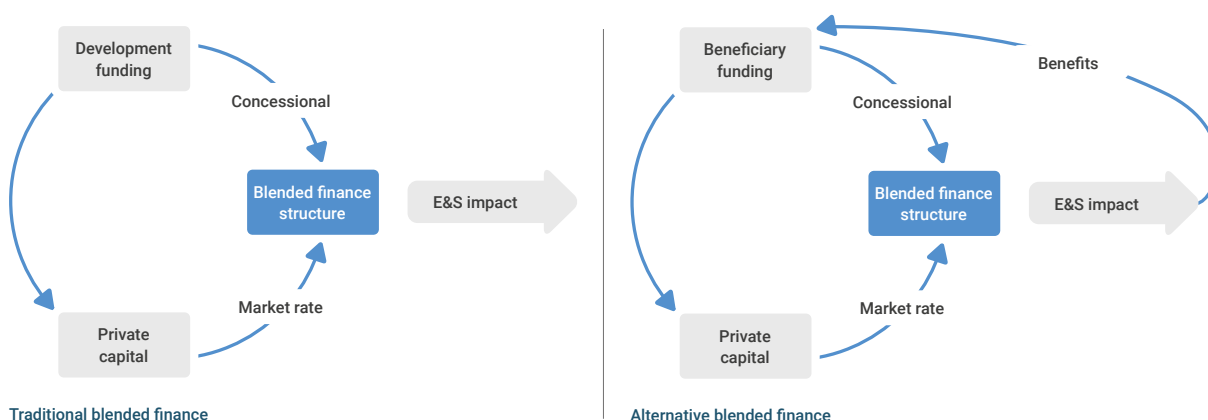 Development
funding
Concessional
Blended finance
structure
E&S impact
Market rate
Private
capital
Traditional blended finance
Beneficiary
funding
Benefits
Concessional
Blended finance
structure
E&S impact
Market rate
Private
capital
Alternative blended finance